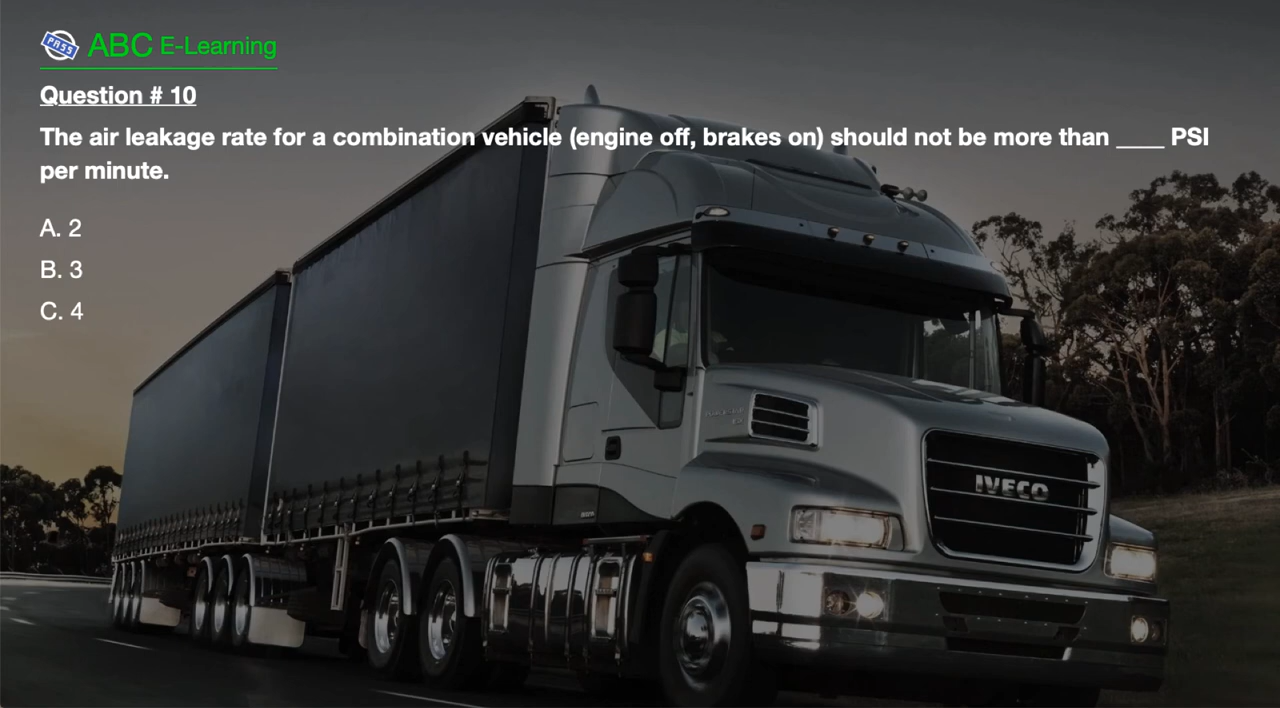 PASS
ABC E-Learning
Question # 10
The air leakage rate for a combination vehicle (engine off, brakes on) should not be more than ____ PSI
per minute.
A. 2
B. 3
C. 4
IVECO